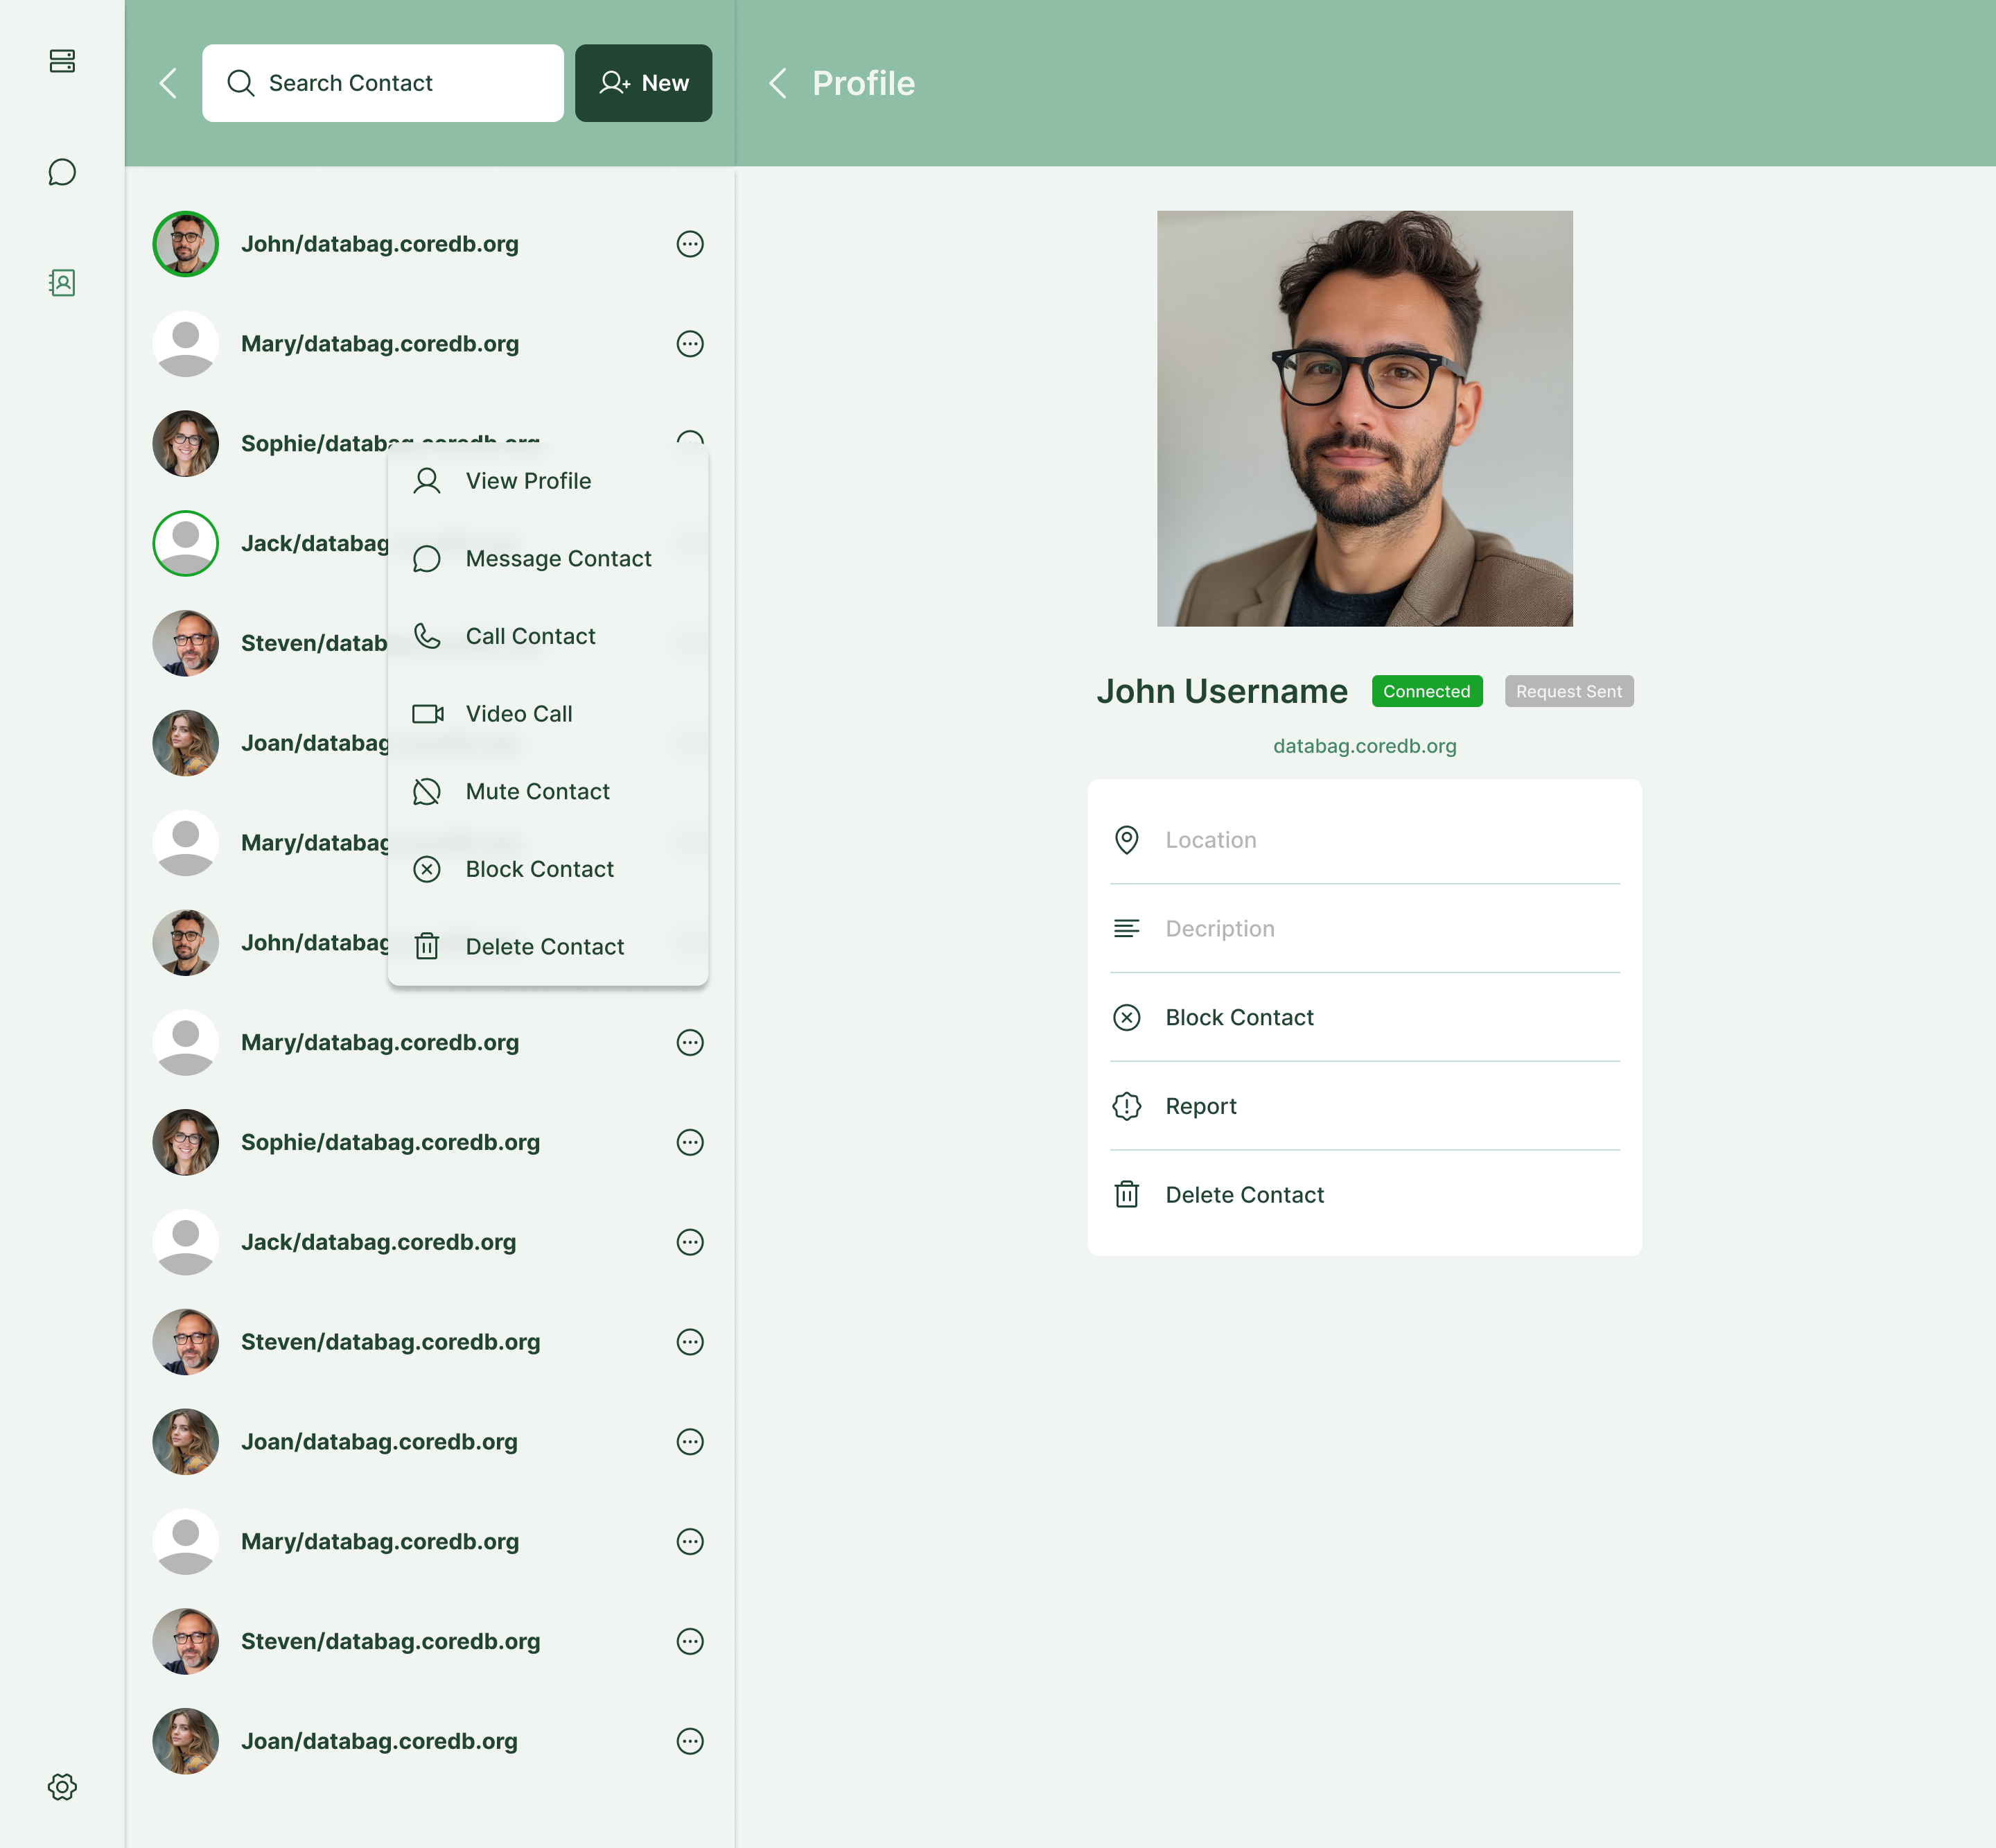 Search Contact
New
Profile
John/databag.coredb.org
Mary/databag.coredb.org
Sophie/databag.coredb.org
View Profile
Jack/databag
Message Contact
Call Contact
Steven/datab
Video Call
Joan/databag
Mute Contact
Mary/databag
Block Contact
John/databag
Delete Contact
Mary/databag.coredb.org
Sophie/databag.coredb.org
Jack/databag.coredb.org
Steven/databag.coredb.org
Joan/databag.coredb.org
Mary/databag.coredb.org
Steven/databag.coredb.org
Joan/databag.coredb.org
John Username
Connected
Request Sent
databag.coredb.org
Location
Decription
Block Contact
Report
Delete Contact